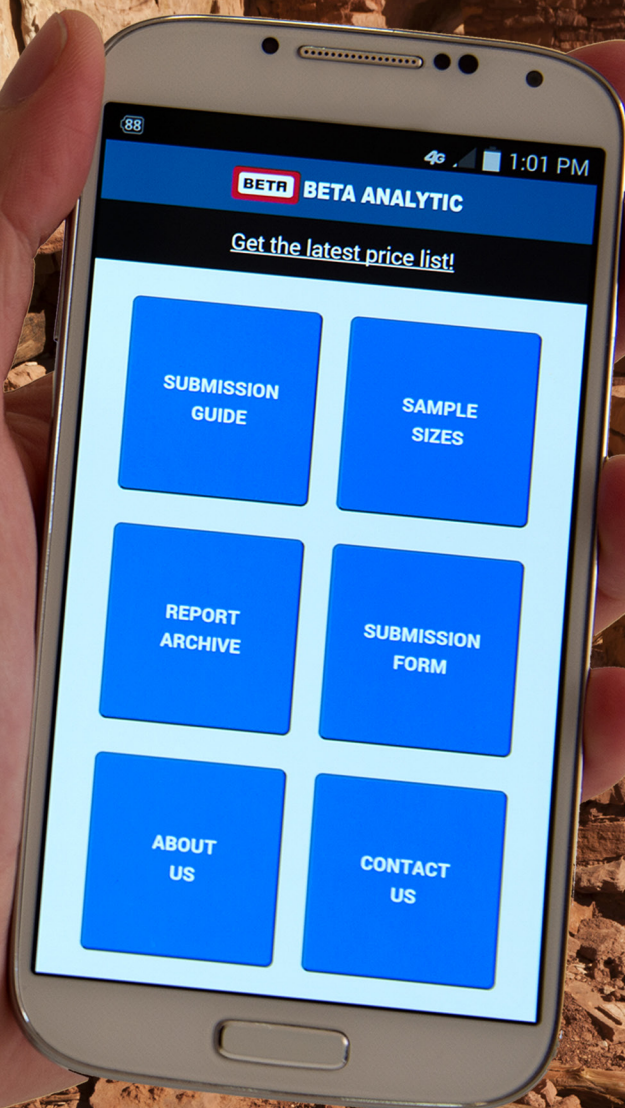 88
4G 1:01 PM
BETA BETA ANALYTIC
Get the latest price list!
SUBMISSION
GUIDE
SAMPLE
SIZES
REPORT
ARCHIVE
SUBMISSION
FORM
ABOUT
US
CONTACT
US